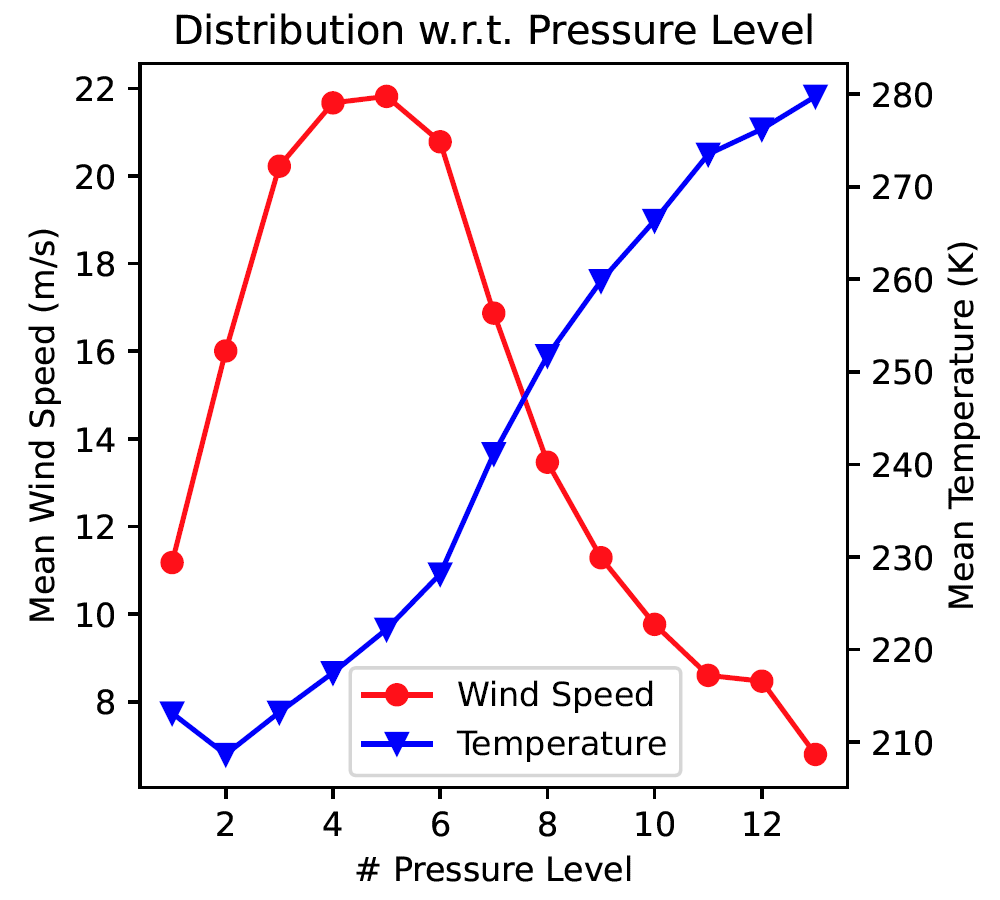 Distribution w.r.t. Pressure Level
22
20
18
16
14
12
10
8
Mean Wind Speed (m/s)
280
270
260
250
240
230
220
210
Mean Temperature (K)
Wind Speed
Temperature
2 4 6 8 10 12
# Pressure Level